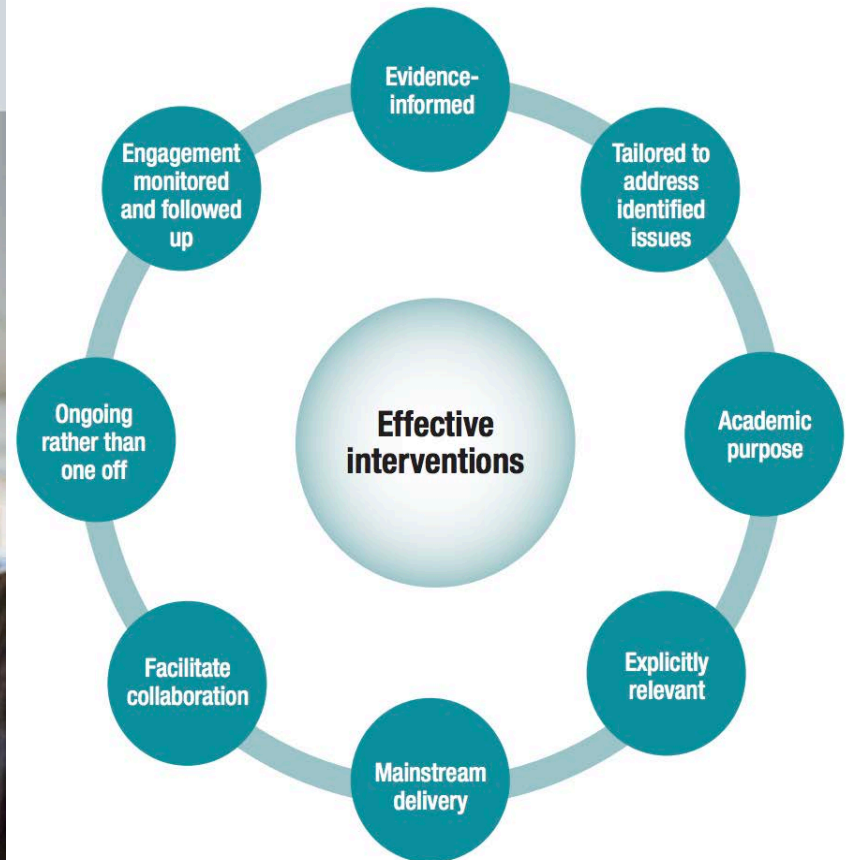 Evidence-
informed
Tailored to
address
identified
issues
Academic
purpose
Explicitly
relevant
Mainstream
delivery
Facilitate
collaboration
Ongoing
rather than
one off
Engagement
monitored
and followed
up
Effective
interventions